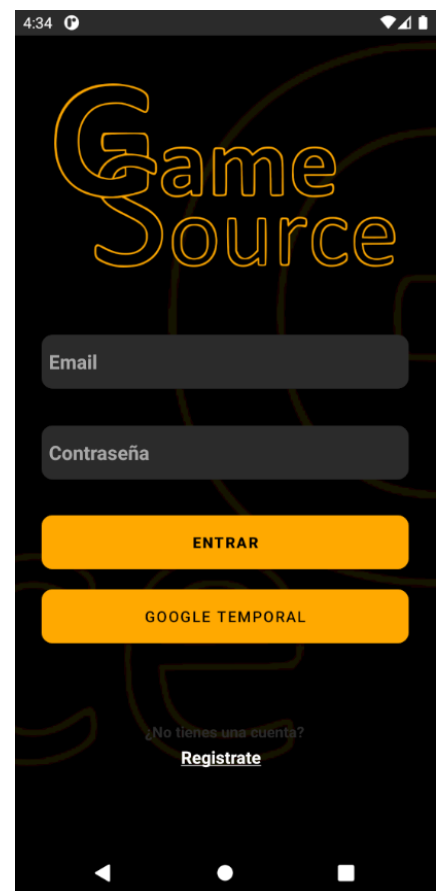 4:34
Game
Source
Email
Contraseña
ENTRAR
GOOGLE TEMPORAL
¿No tienes una cuenta?
Registrate